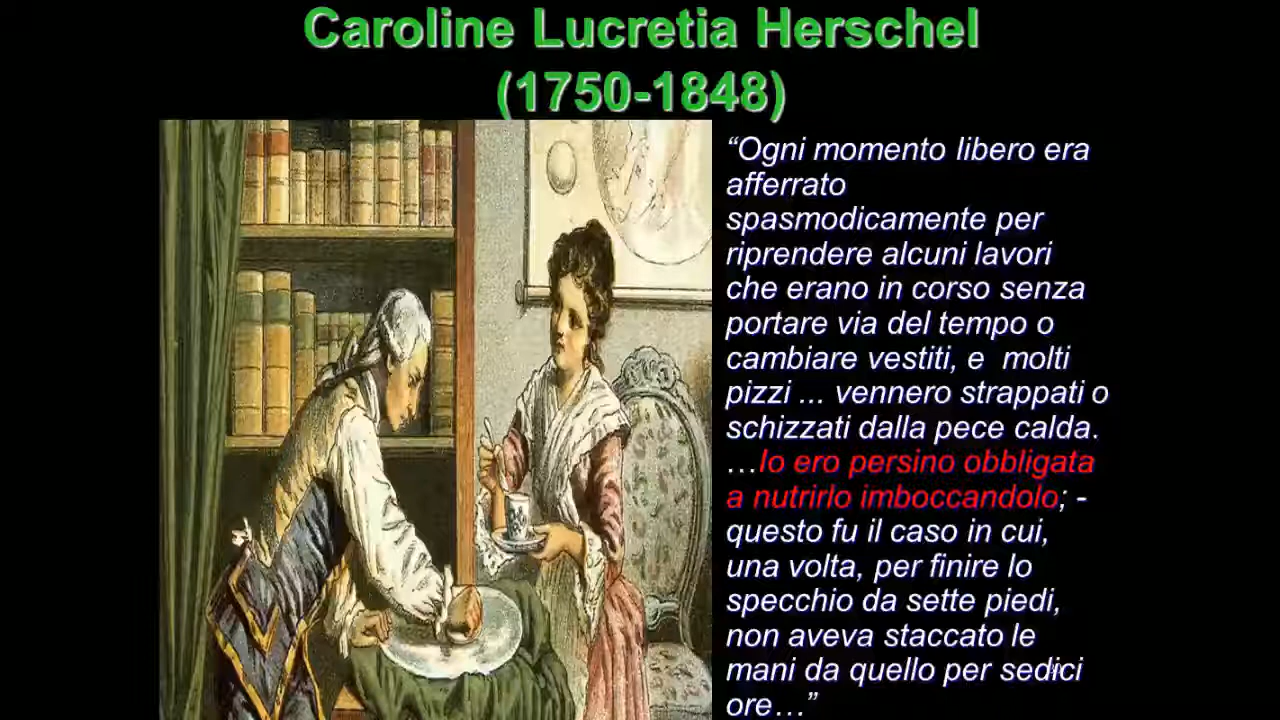 Caroline Lucretia Herschel
(1750-1848)
“Ogni momento libero era
afferrato
spasmodicamente per
riprendere alcuni lavori
che erano in corso senza
portare via del tempo o
cambiare vestiti, e  molti
pizzi ... vennero strappati o
schizzati dalla pece calda.
…Io ero persino obbligata
a nutrirlo imboccandolo; -
questo fu il caso in cui,
una volta, per finire lo
specchio da sette piedi,
non aveva staccato le
mani da quello per sedici
ore…”